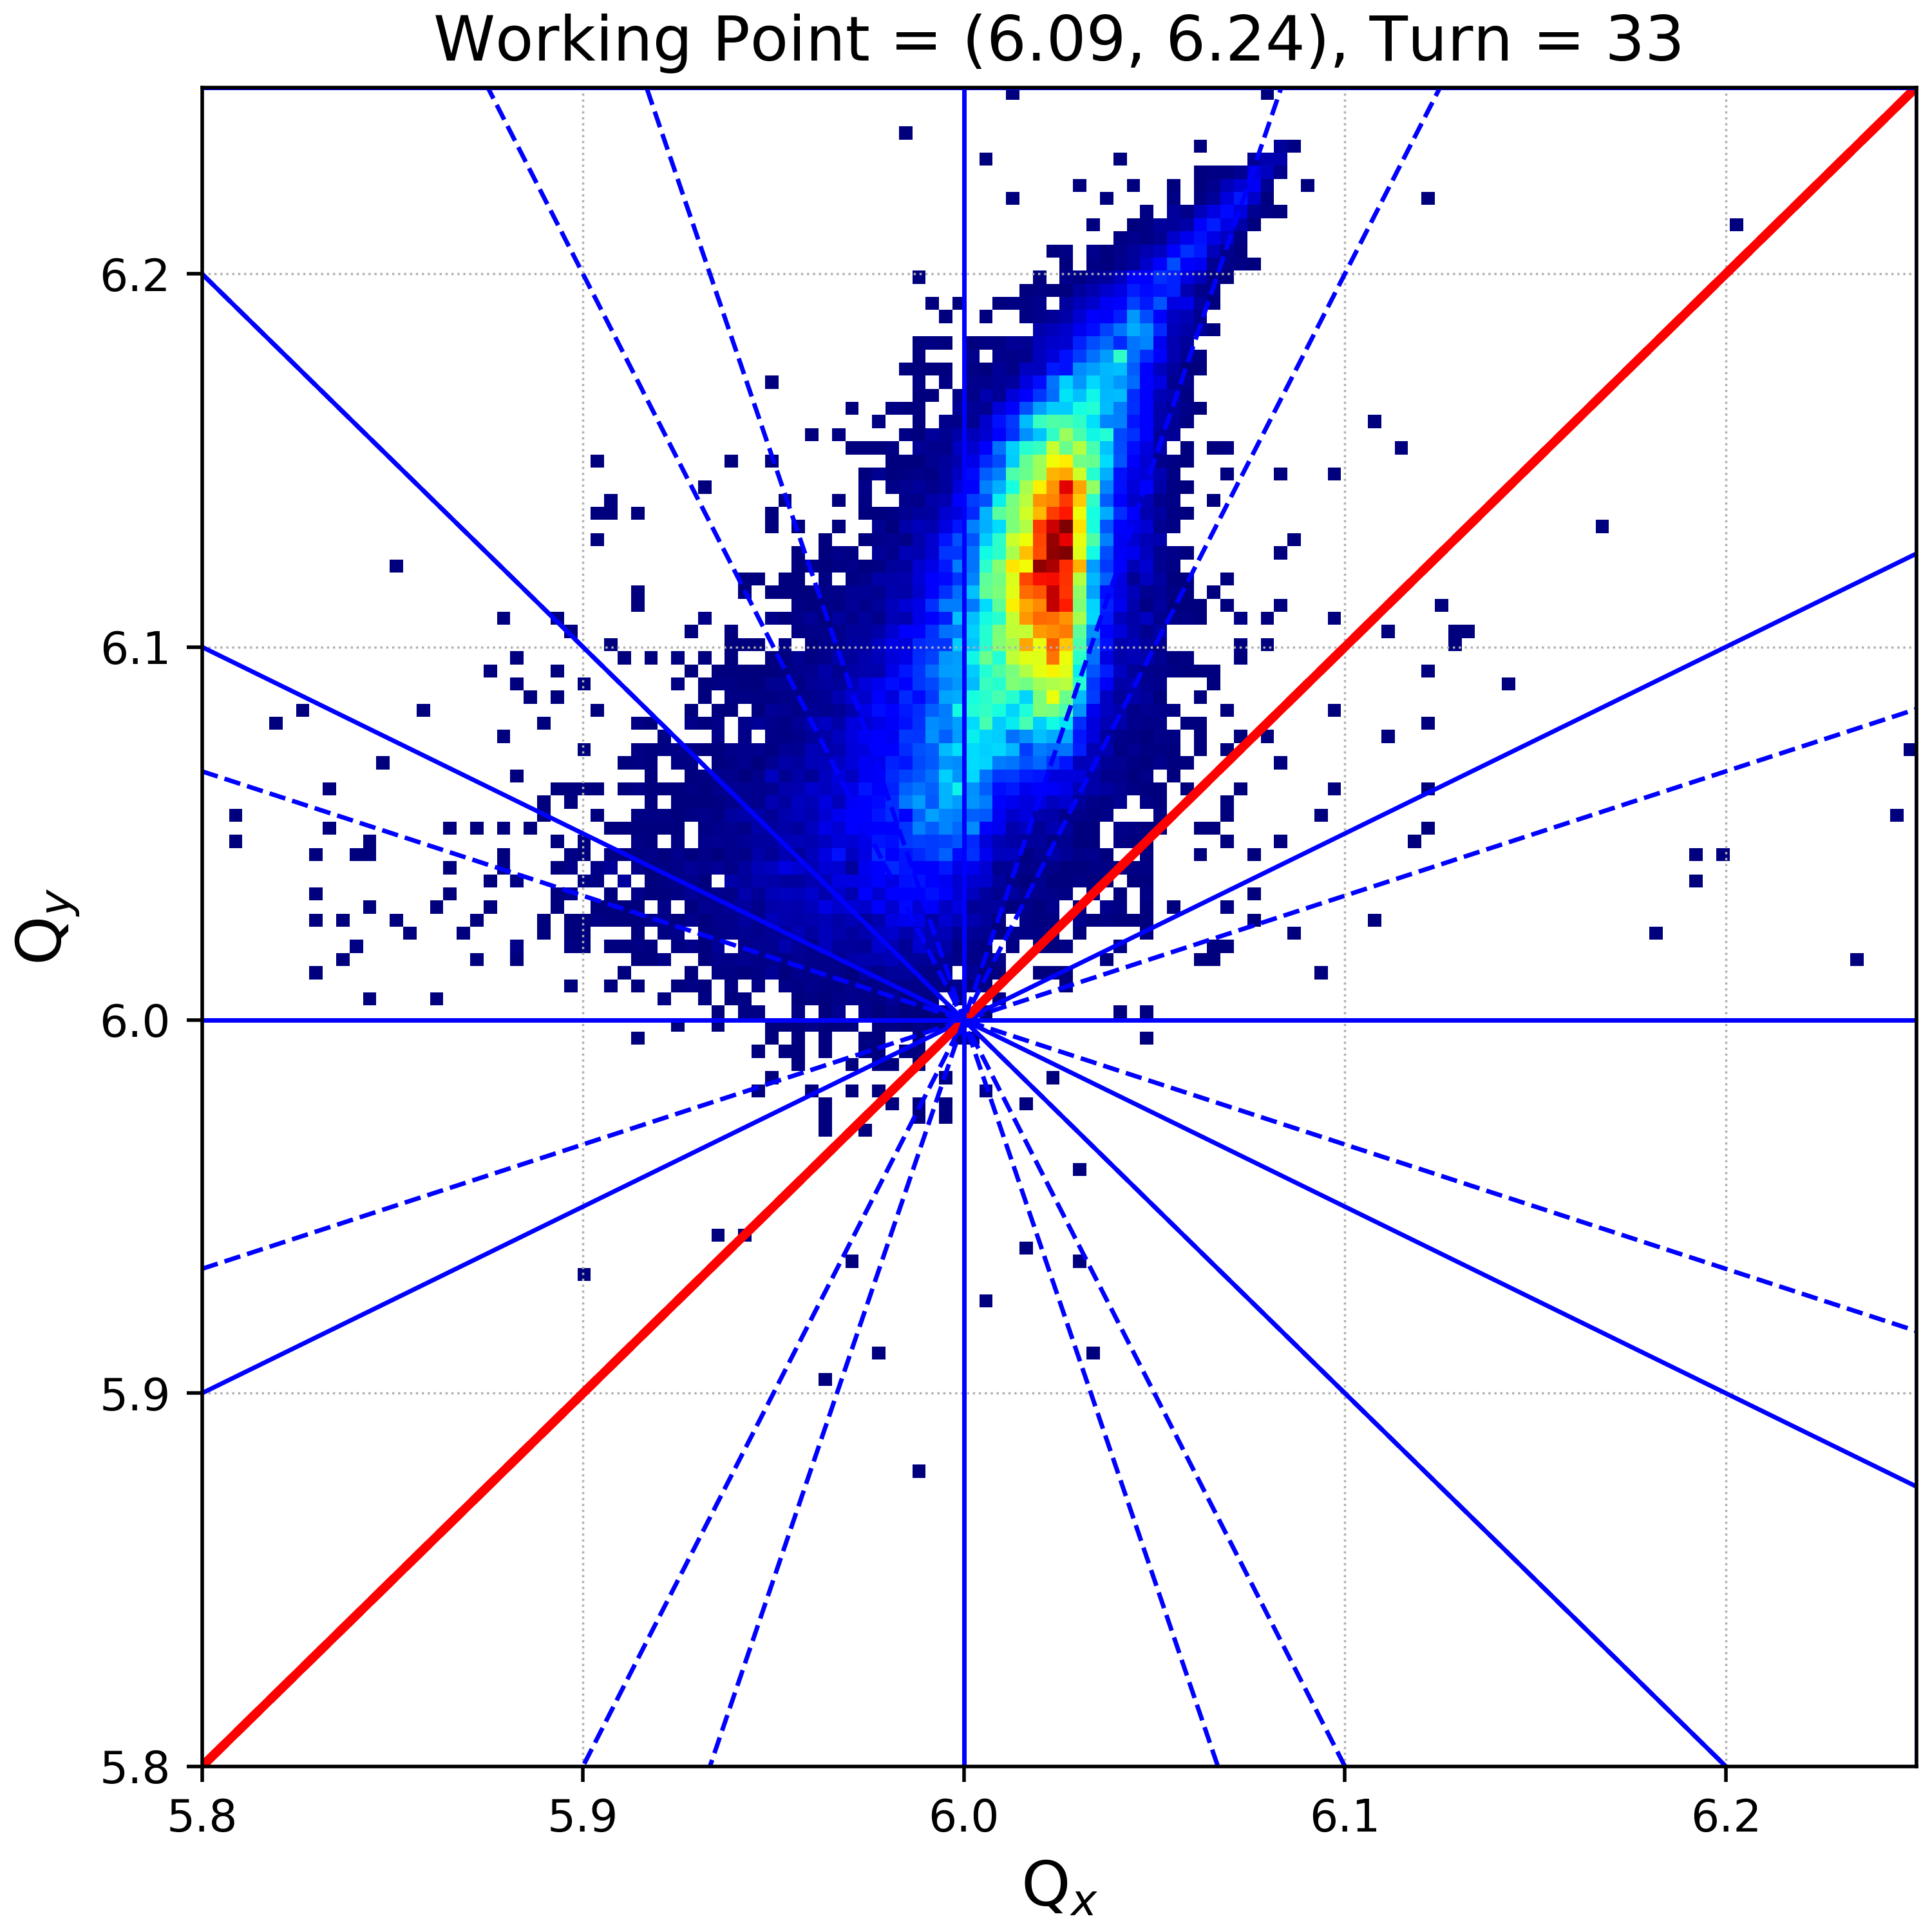 Working Point = (6.09, 6.24), Turn = 33
6.2
6.1
6.0
5.9
5.8
Qy
5.8 5.9 6.0 6.1 6.2
Qx